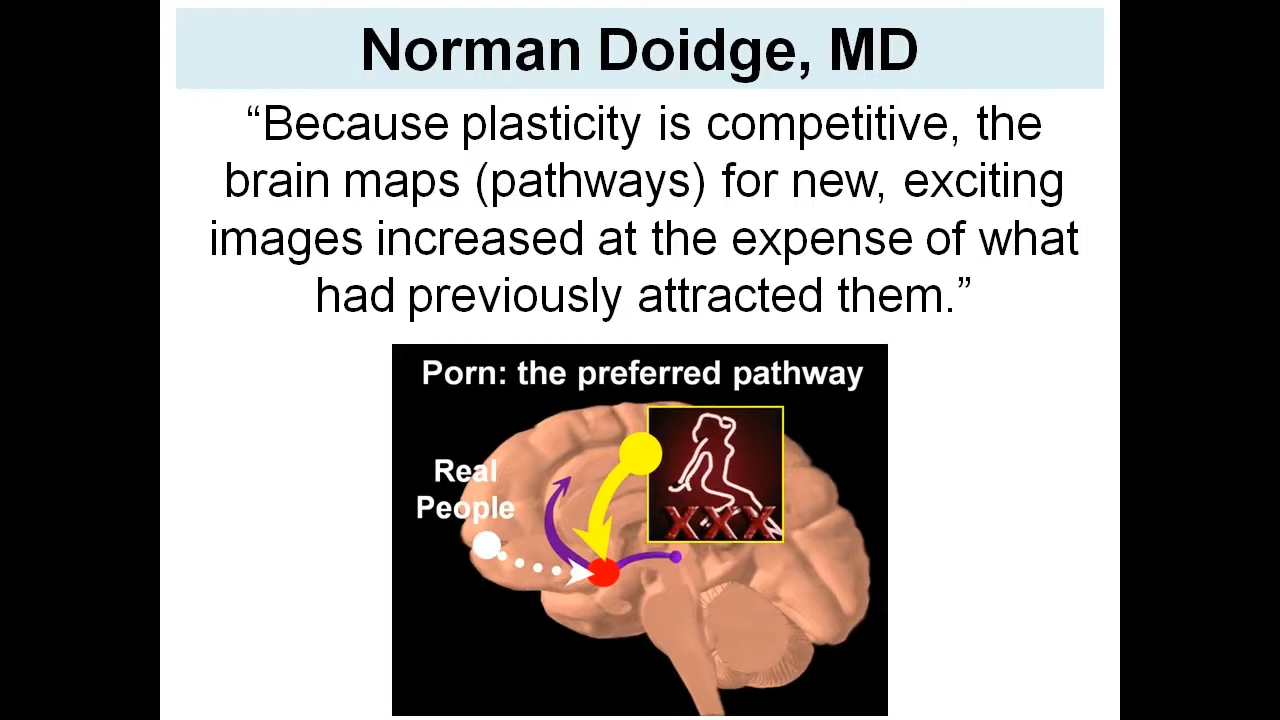 Norman Doidge, MD
“Because plasticity is competitive, the
brain maps (pathways) for new, exciting
images increased at the expense of what
had previously attracted them.”
Porn: the preferred pathway
Real
People
XXX